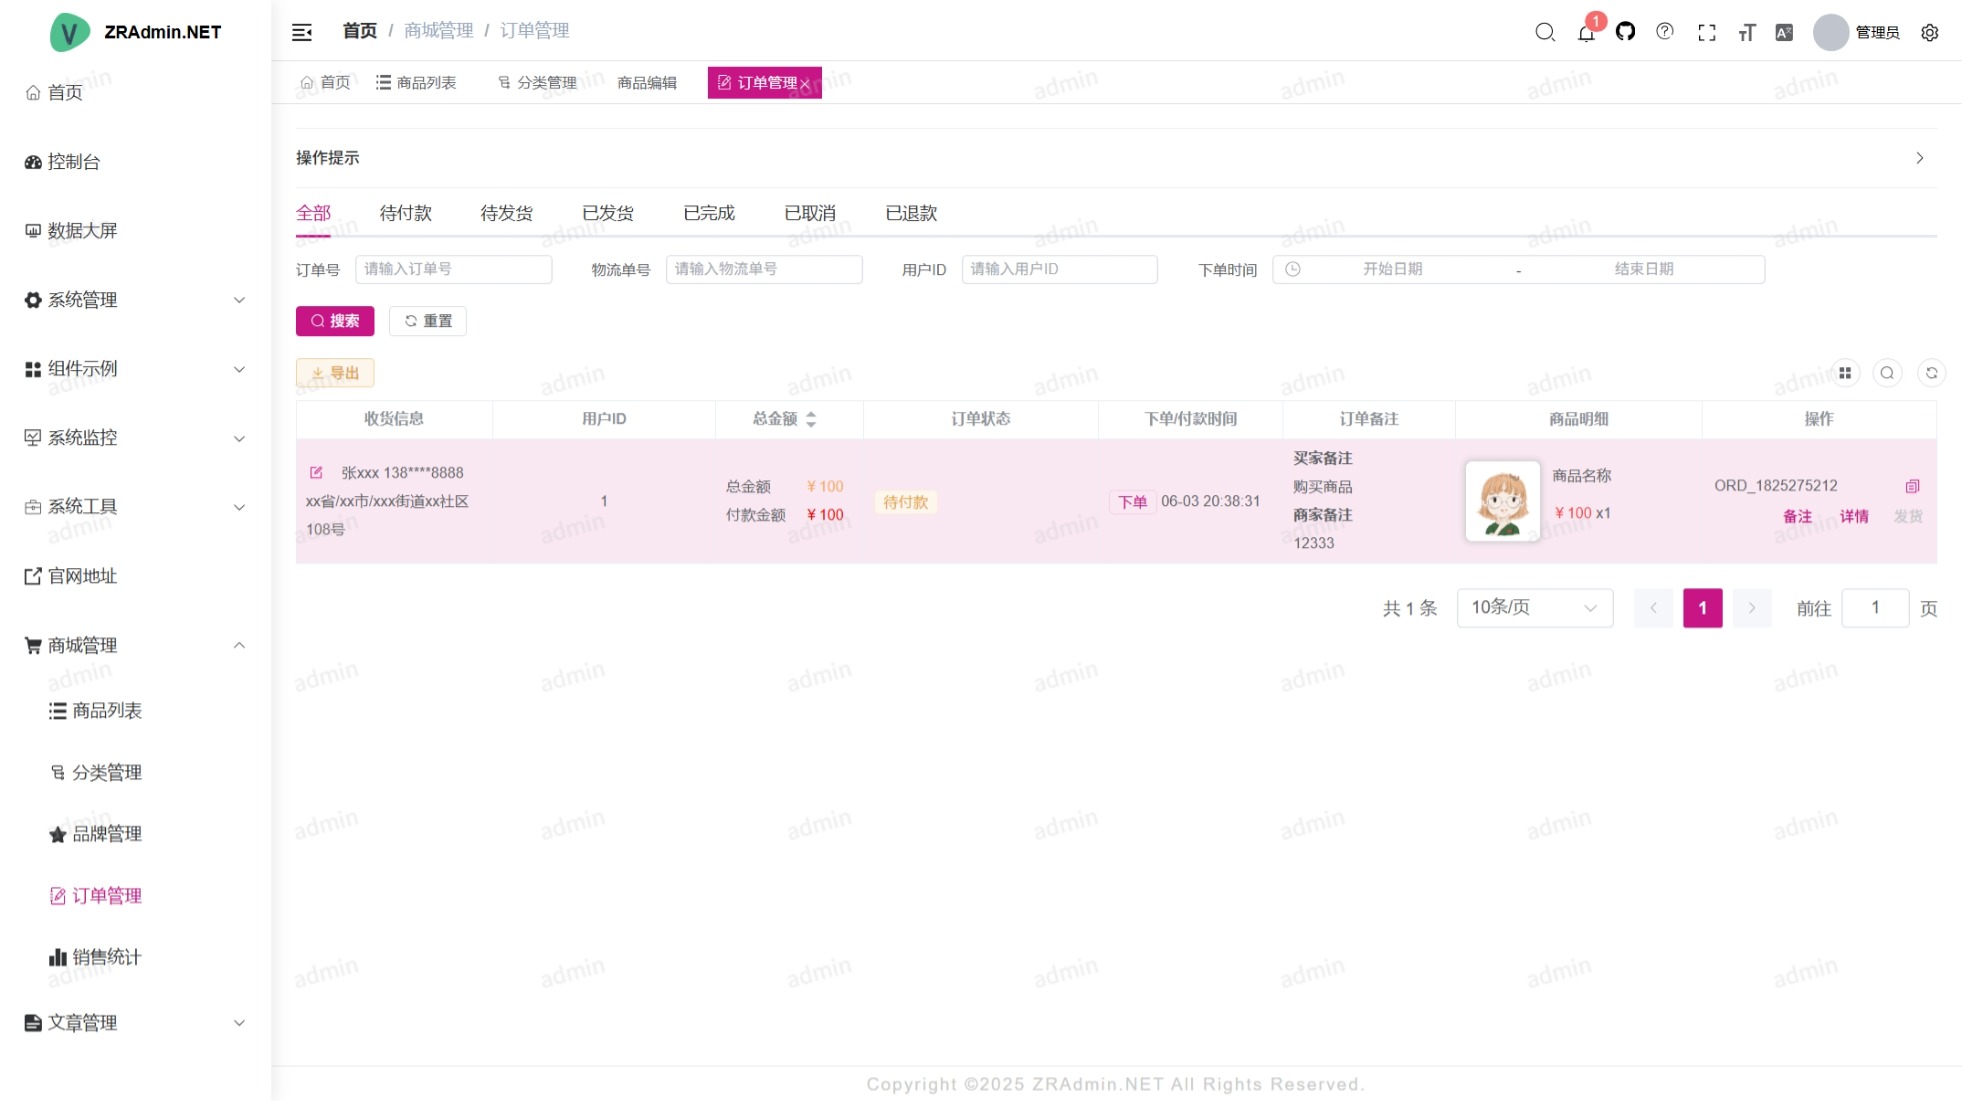 ZRAdmin.NET
首页 / 商城管理 / 订单管理
1
管理员
首页
商品列表
分类管理
商品编辑
订单管理
首页
控制台
数据大屏
系统管理
组件示例
系统监控
系统工具
官网地址
商城管理
商品列表
分类管理
品牌管理
订单管理
销售统计
文章管理
操作提示
全部 待付款 待发货 已发货 已完成 已取消 已退款
订单号 请输入订单号 物流单号 请输入物流单号 用户ID 请输入用户ID 下单时间 开始日期 - 结束日期
搜索 重置
导出
收货信息 用户ID 总金额 订单状态 下单/付款时间 订单备注 商品明细 操作
张xxx 138****8888
xx省/xx市/xxx街道xx社区
108号
1
总金额 ¥100
付款金额 ¥100
待付款
下单 06-03 20:38:31
买家备注
购买商品
商家备注
12333
商品名称
¥100 x1
ORD_1825275212
备注 详情 发货
共 1 条 10条/页 1 前往 1 页
Copyright ©2025 ZRAdmin.NET All Rights Reserved.
admin